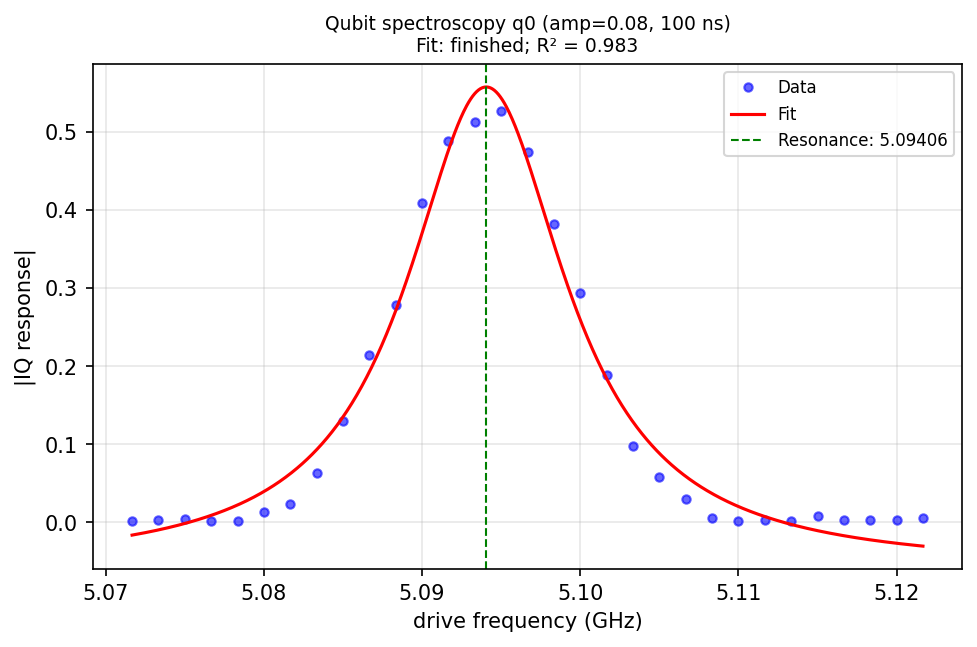 Qubit spectroscopy q0 (amp=0.08, 100 ns)
Fit: finished; R² = 0.983
Data
Fit
Resonance: 5.09406
|IQ response|
0.5
0.4
0.3
0.2
0.1
0.0
5.07 5.08 5.09 5.10 5.11 5.12
drive frequency (GHz)